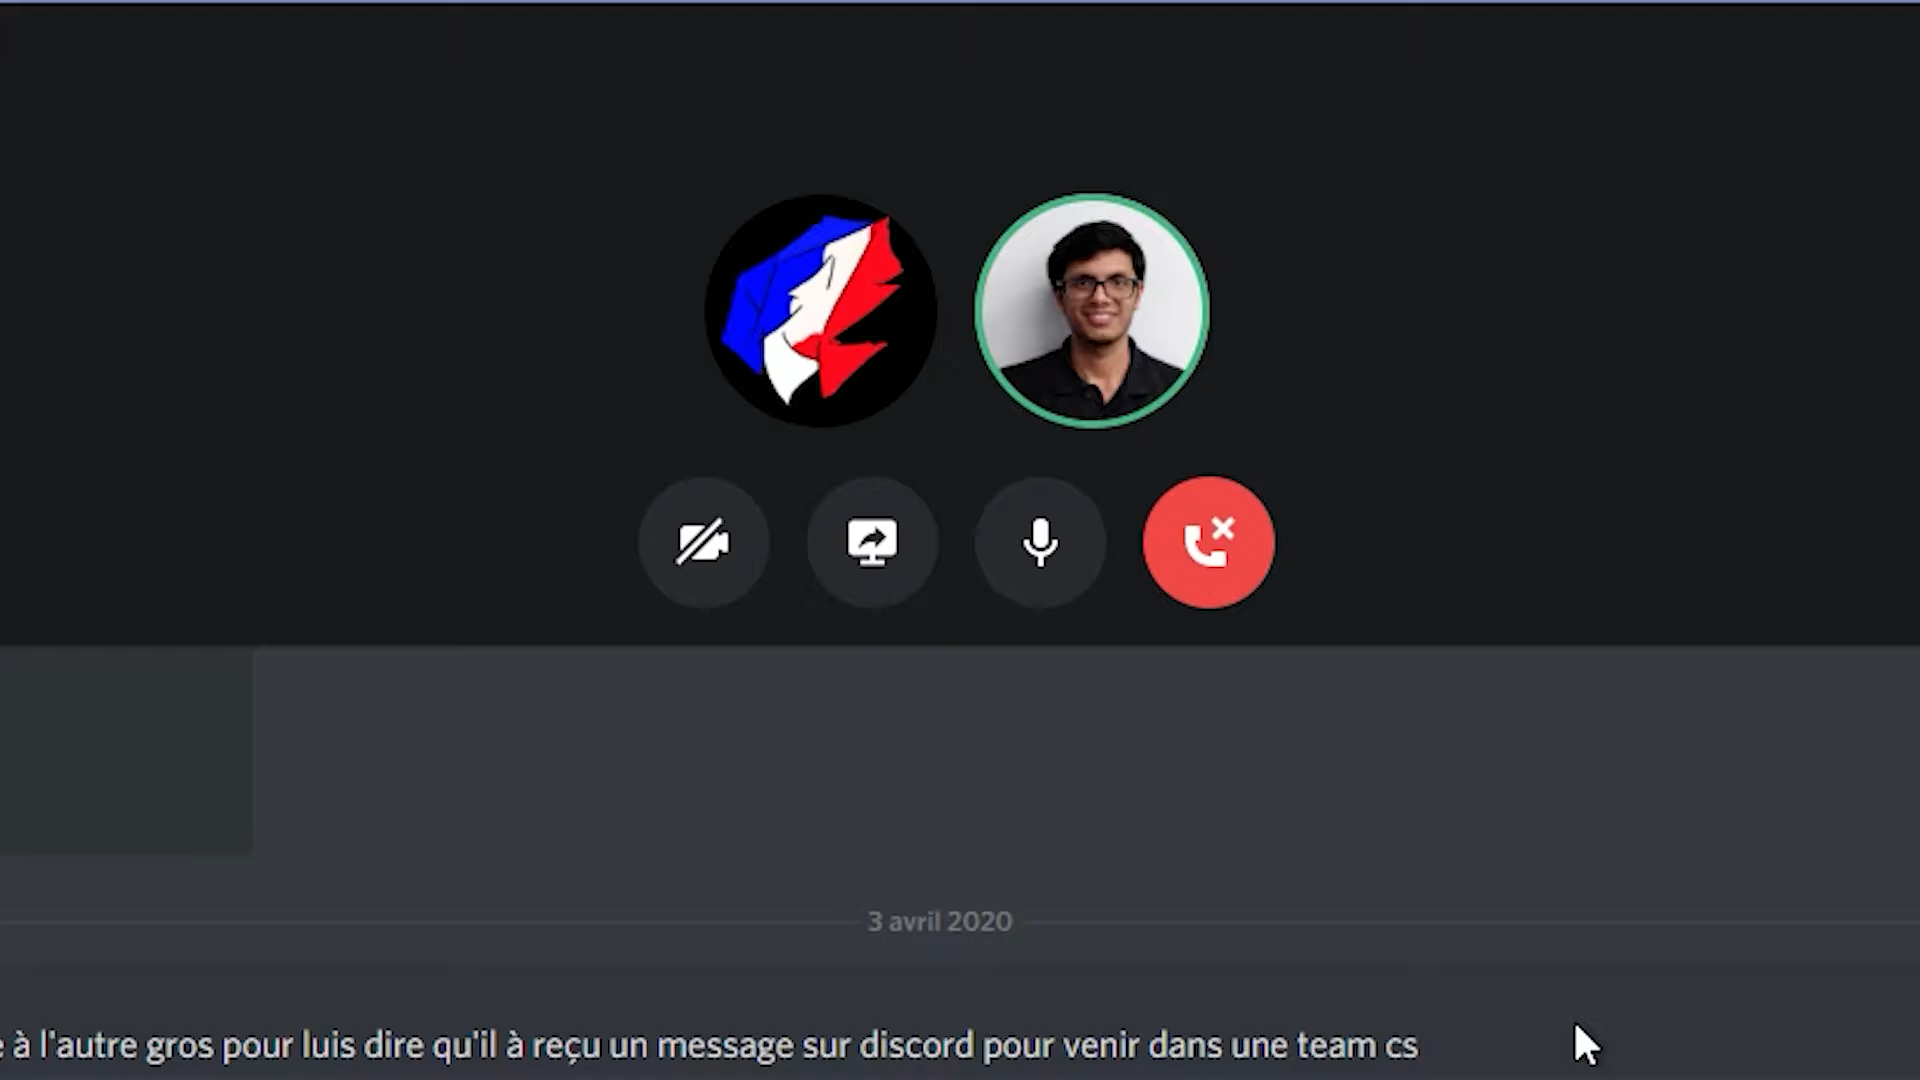 3 avril 2020
à l'autre gros pour luis dire qu'il à reçu un message sur discord pour venir dans une team cs